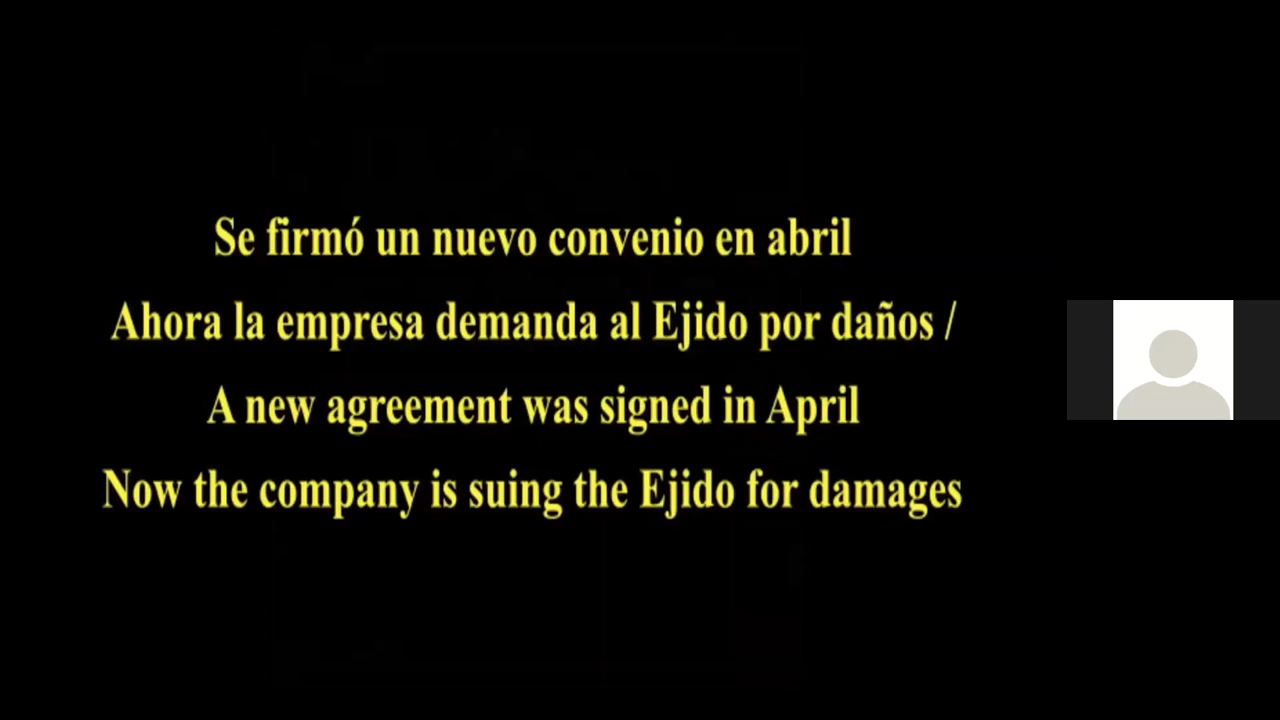 Se firmó un nuevo convenio en abril
Ahora la empresa demanda al Ejido por daños /
A new agreement was signed in April
Now the company is suing the Ejido for damages